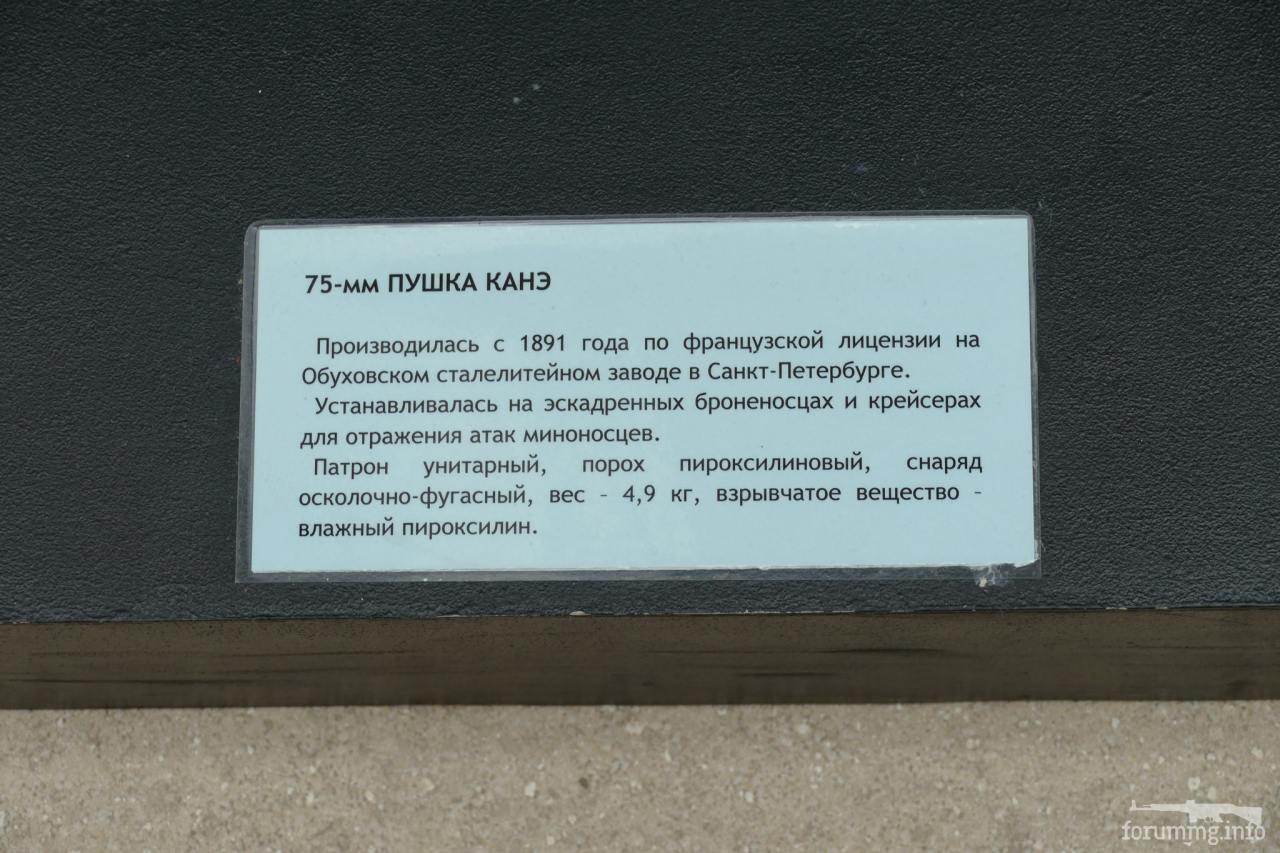 75-мм ПУШКА КАНЭ
Производилась с 1891 года по французской лицензии на
Обуховском сталелитейном заводе в Санкт-Петербурге.
Устанавливалась на эскадренных броненосцах и крейсерах
для отражения атак миноносцев.
Патрон унитарный, порох пироксилиновый, снаряд
осколочно-фугасный, вес – 4,9 кг, взрывчатое вещество –
влажный пироксилин.
forummg.info